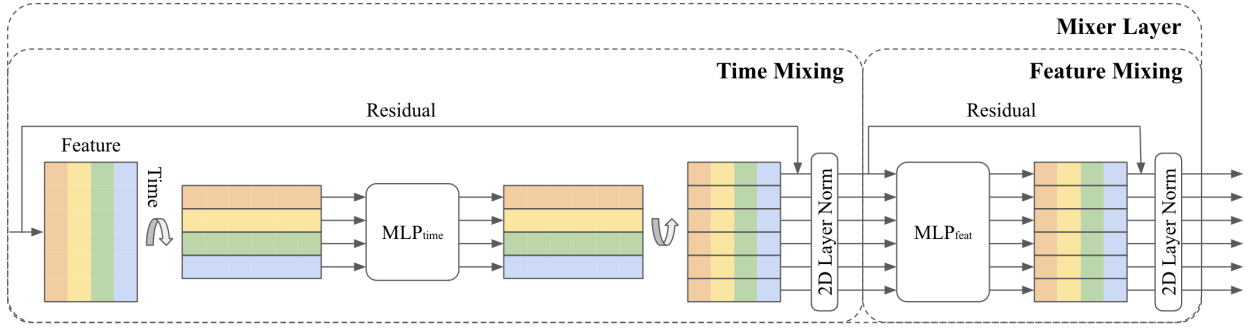 Mixer Layer
Time Mixing
Feature Mixing
Residual
Residual
Feature
Time
MLPtime
2D Layer Norm
MLPfeat
2D Layer Norm